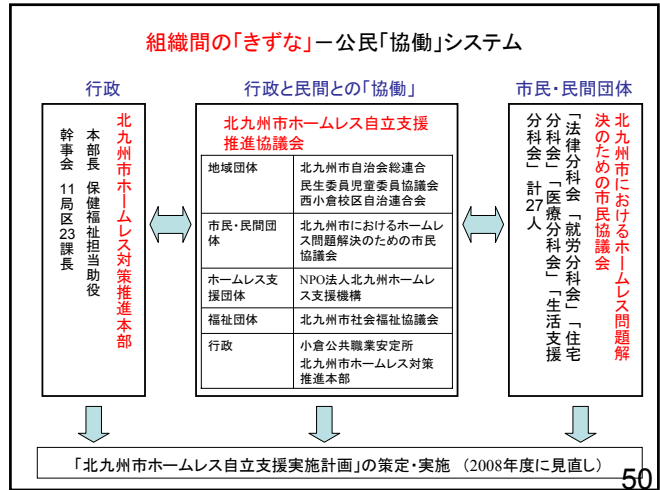 組織間の「きずな」－公民「協働」システム
行政
北九州市ホームレス対策推進本部
本部長 保健福祉担当助役
幹事会 11局区23課長
行政と民間との「協働」
北九州市ホームレス自立支援
推進協議会
地域団体
北九州市自治会総連合
民生委員児童委員協議会
西小倉校区自治連合会
市民・民間団
体
北九州市におけるホームレ
ス問題解決のための市民
協議会
ホームレス支
援団体
NPO法人北九州ホームレ
ス支援機構
福祉団体
北九州市社会福祉協議会
行政
小倉公共職業安定所
北九州市ホームレス対策
推進本部
市民・民間団体
北九州市におけるホームレス問題解
決のための市民協議会
「法律分科会「就労分科会」「住宅
分科会」「医療分科会」「生活支援
分科会」 計27人
「北九州市ホームレス自立支援実施計画」の策定・実施 (2008年度に見直し)
50